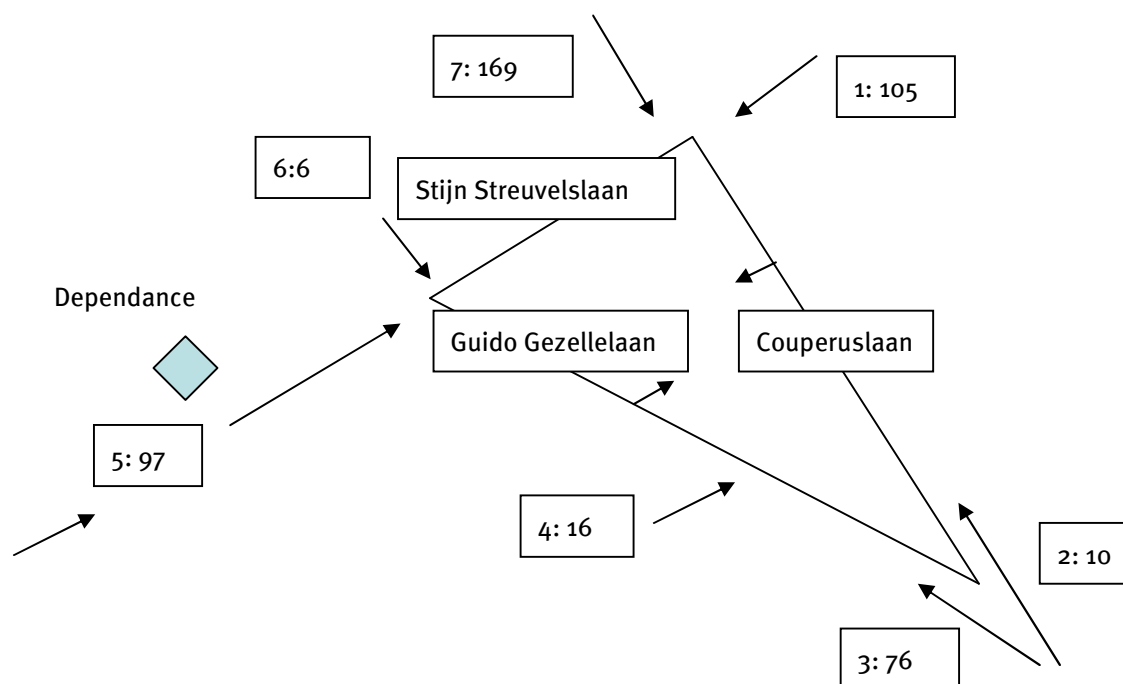 7: 169
1: 105
6:6
Stijn Streuvelslaan
Dependance
Guido Gezellelaan
Couperuslaan
5: 97
4: 16
2: 10
3: 76